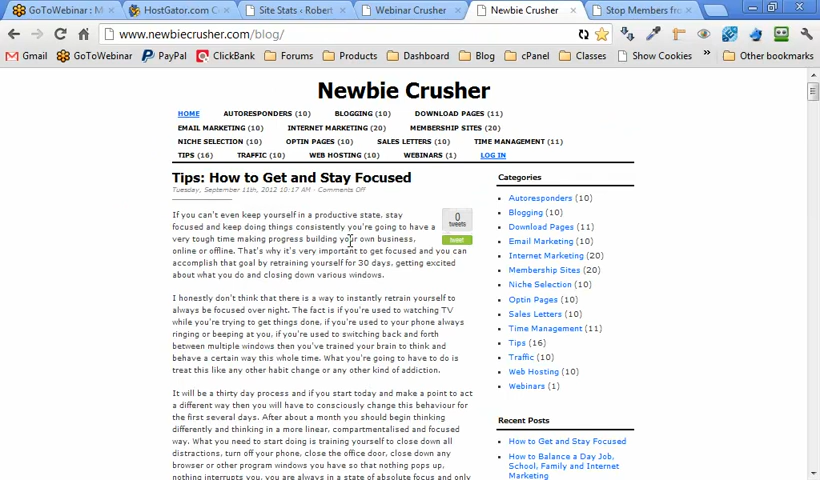 GoToWebinar : M
HostGator.com C
Site Stats ‹ Robert
Webinar Crusher
Newbie Crusher
Stop Members from
www.newbiecrusher.com/blog/
Gmail GoToWebinar PayPal ClickBank Forums Products Dashboard Blog cPanel Classes Show Cookies » Other bookmarks
Newbie Crusher
HOME AUTORESPONDERS (10) BLOGGING (10) DOWNLOAD PAGES (11)
EMAIL MARKETING (10) INTERNET MARKETING (20) MEMBERSHIP SITES (20)
NICHE SELECTION (10) OPTIN PAGES (10) SALES LETTERS (10) TIME MANAGEMENT (11)
TIPS (16) TRAFFIC (10) WEB HOSTING (10) WEBINARS (1) LOG IN
Tips: How to Get and Stay Focused
Tuesday, September 11th, 2012 10:17 AM - Comments Off
0
tweets
tweet
If you can't even keep yourself in a productive state, stay
focused and keep doing things consistently you're going to have a
very tough time making progress building your own business,
online or offline. That's why it's very important to get focused and you can
accomplish that goal by retraining yourself for 30 days, getting excited
about what you do and closing down various windows.
I honestly don't think that there is a way to instantly retrain yourself to
always be focused over night. The fact is if you're used to watching TV
while you're trying to get things done, if you're used to your phone always
ringing or beeping at you, if you're used to switching back and forth
between multiple windows then you've trained your brain to think and
behave a certain way this whole time. What you're going to have to do is
treat this like any other habit change or any other kind of addiction.
It will be a thirty day process and if you start today and make a point to act
a different way then you will have to consciously change this behaviour for
the first several days. After about a month you should begin thinking
differently and thinking in a more linear, compartmentalised and focused
way. What you need to start doing is training yourself to close down all
distractions, turn off your phone, close the office door, close down any
browser or other program windows you have so that nothing pops up,
nothing interrupts you, you are always in a state of absolute focus and only
Categories
Autoresponders (10)
Blogging (10)
Download Pages (11)
Email Marketing (10)
Internet Marketing (20)
Membership Sites (20)
Niche Selection (10)
Optin Pages (10)
Sales Letters (10)
Time Management (11)
Tips (16)
Traffic (10)
Web Hosting (10)
Webinars (1)
Recent Posts
How to Get and Stay Focused
How to Balance a Day Job,
School, Family and Internet
Marketing